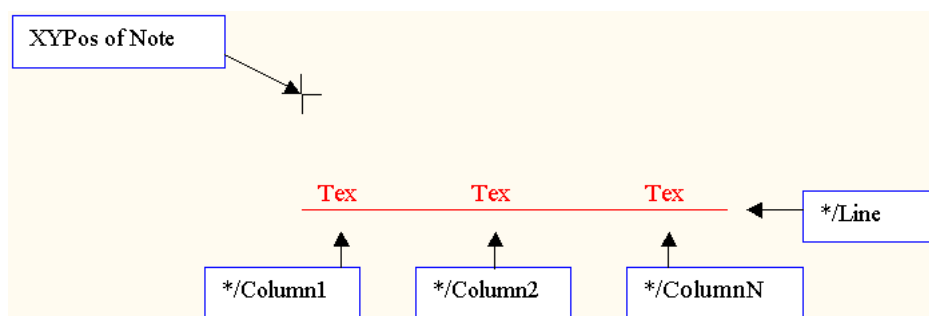 XYPos of Note
Tex Tex Tex
*/Line
*/Column1 */Column2 */ColumnN